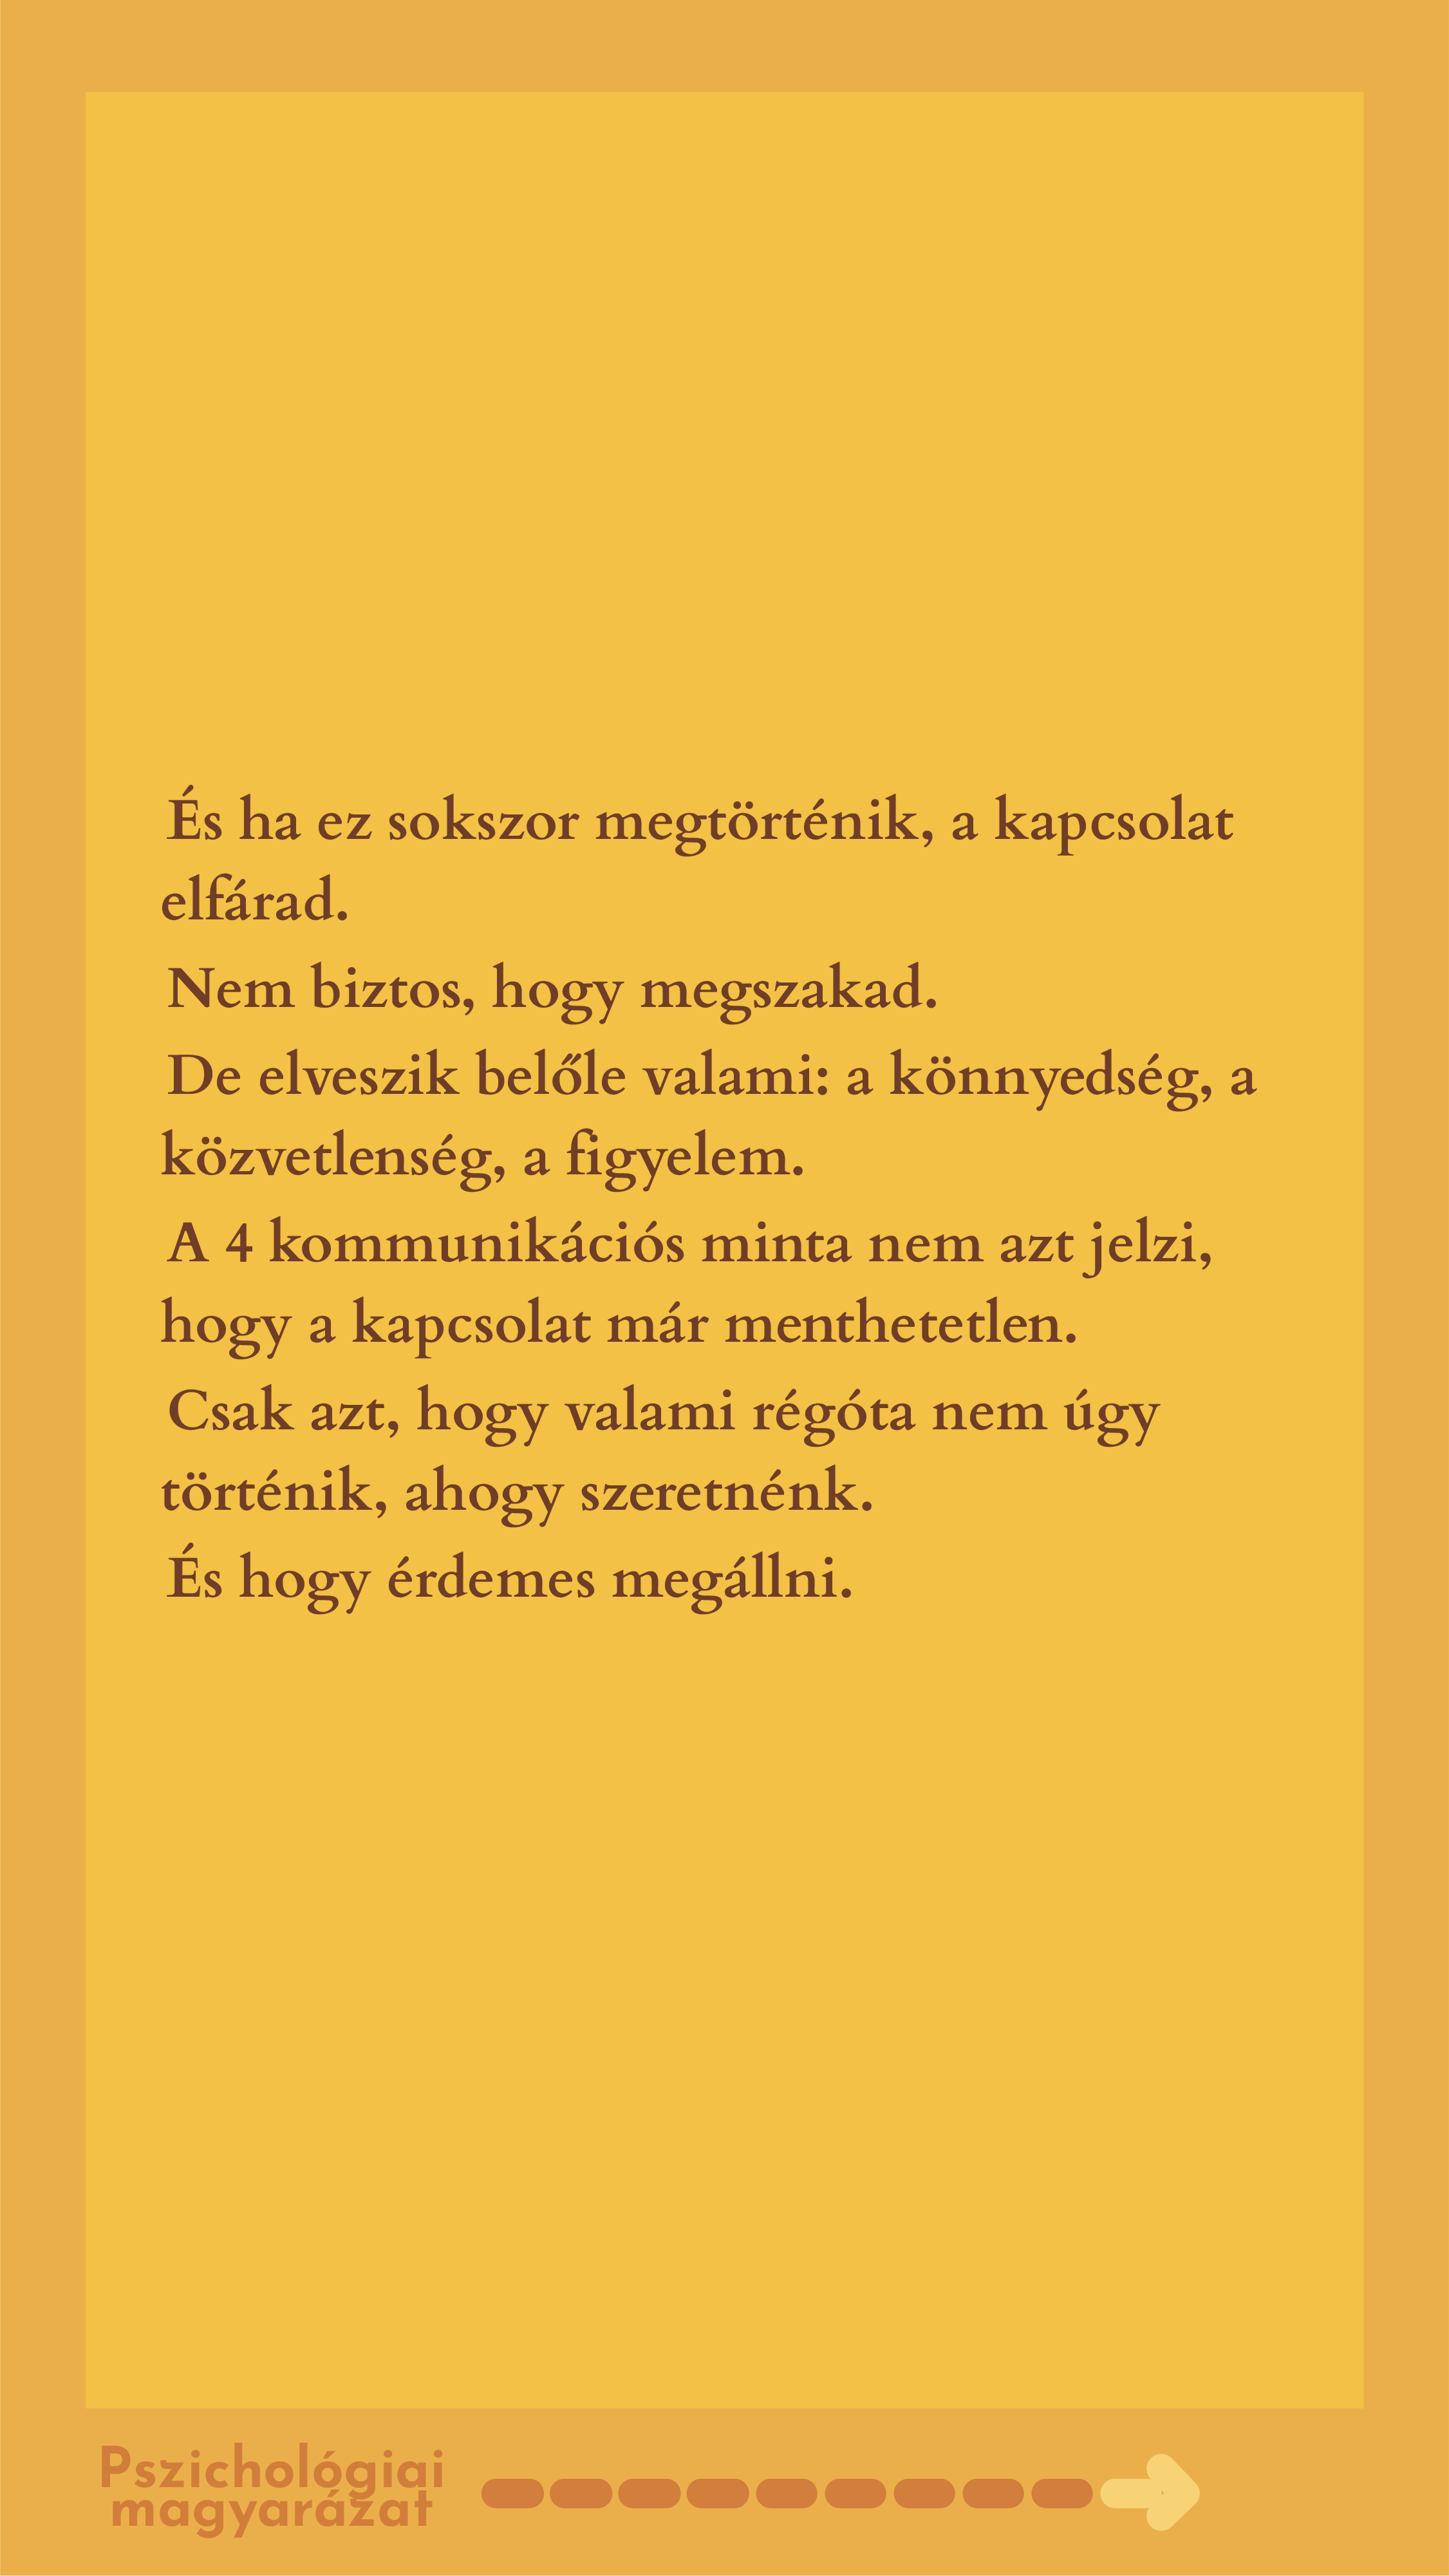 És ha ez sokszor megtörténik, a kapcsolat
elfárad.
Nem biztos, hogy megszakad.
De elveszik belőle valami: a könnyedség, a
közvetlenség, a figyelem.
A 4 kommunikációs minta nem azt jelzi,
hogy a kapcsolat már menthetetlen.
Csak azt, hogy valami régóta nem úgy
történik, ahogy szeretnénk.
És hogy érdemes megállni.
Pszichológiai
magyarázat